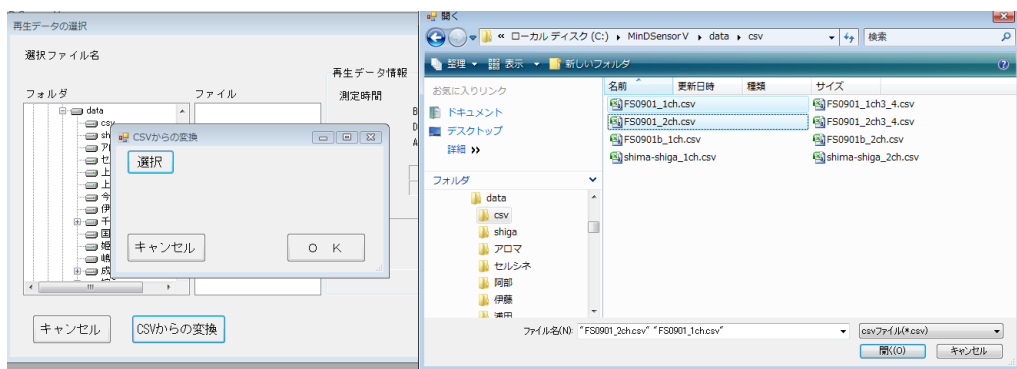 再生データの選択
選択ファイル名
再生データ情報
フォルダ
ファイル
測定時間
data
csv
CSVからの変換
選択
キャンセル
O K
キャンセル
CSVからの変換
開く
« ローカル ディスク (C:) ▸ MinDSensorV ▸ data ▸ csv
検索
整理
表示
新しいフォルダ
お気に入りリンク
ドキュメント
デスクトップ
詳細 »
フォルダ
data
csv
shiga
アロマ
セルシネ
阿部
伊藤
浦田
名前 更新日時 種類 サイズ
FS0901_1ch.csv FS0901_1ch3_4.csv
FS0901_2ch.csv FS0901_2ch3_4.csv
FS0901b_1ch.csv FS0901b_2ch.csv
shima-shiga_1ch.csv shima-shiga_2ch.csv
ファイル名(N): "FS0901_2ch.csv" "FS0901_1ch.csv"
csvファイル(*.csv)
開く(O)
キャンセル